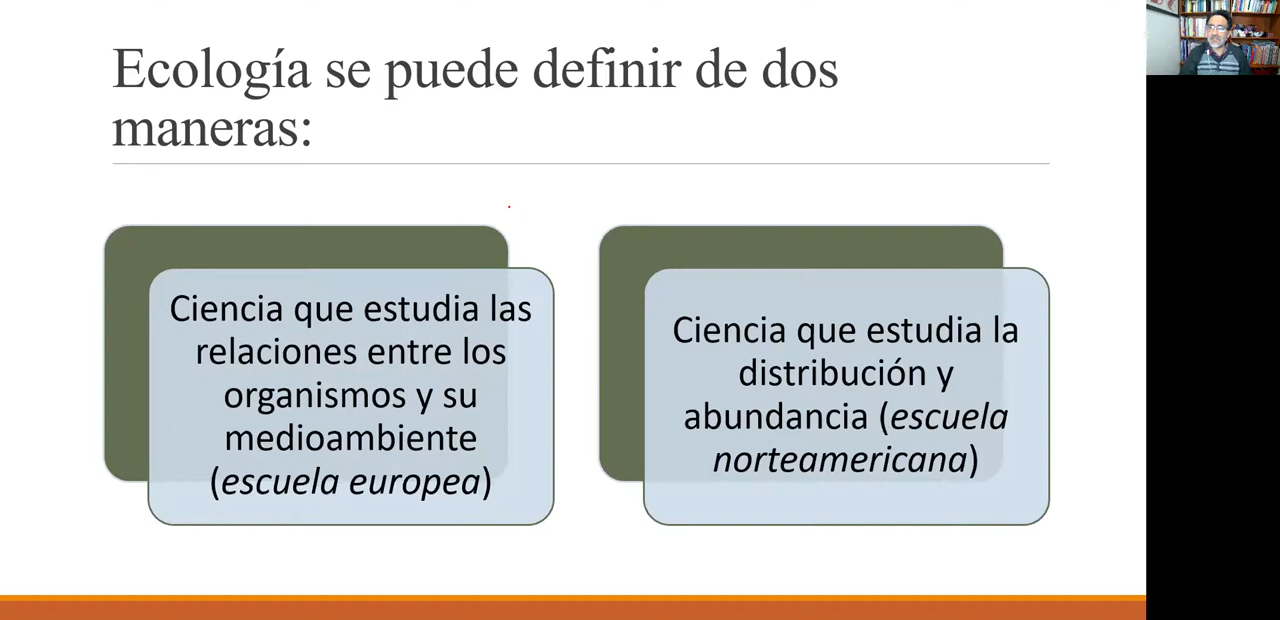 Ecología se puede definir de dos
maneras:
Ciencia que estudia las
relaciones entre los
organismos y su
medioambiente
(escuela europea)
Ciencia que estudia la
distribución y
abundancia (escuela
norteamericana)